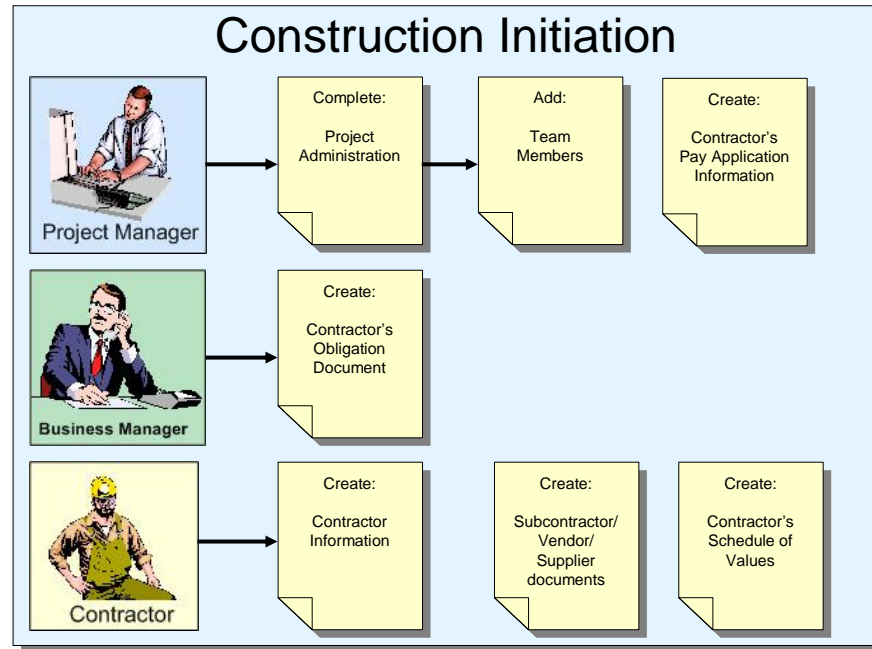 Construction Initiation
Project Manager
Complete:
Project
Administration
Add:
Team
Members
Create:
Contractor's
Pay Application
Information
Business Manager
Create:
Contractor's
Obligation
Document
Contractor
Create:
Contractor
Information
Create:
Subcontractor/
Vendor/
Supplier
documents
Create:
Contractor's
Schedule of
Values